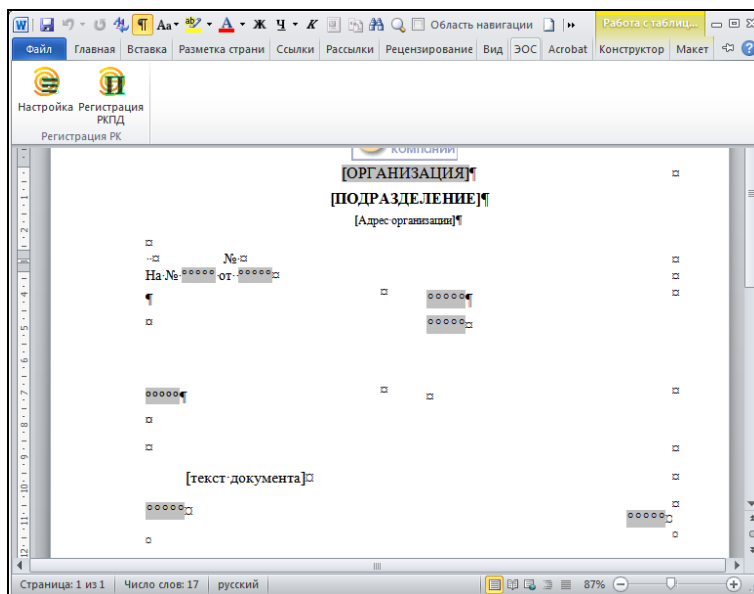 Aa Ж Ч К Область навигации Работа с таблиц...
Файл Главная Вставка Разметка страни Ссылки Рассылки Рецензирование Вид ЭОС Acrobat Конструктор Макет
Настройка Регистрация
РКПД
Регистрация РК
КОМПАНИЙ
[ОРГАНИЗАЦИЯ]¶
[ПОДРАЗДЕЛЕНИЕ]¶
[Адрес·организации]¶
№
На·№·°°°°°·от··°°°°°¤
¶ °°°°°¶
°°°°°¤
°°°°°¶
[текст·документа]¤
°°°°°¤ °°°°°¤
Страница: 1 из 1 Число слов: 17 русский 87%